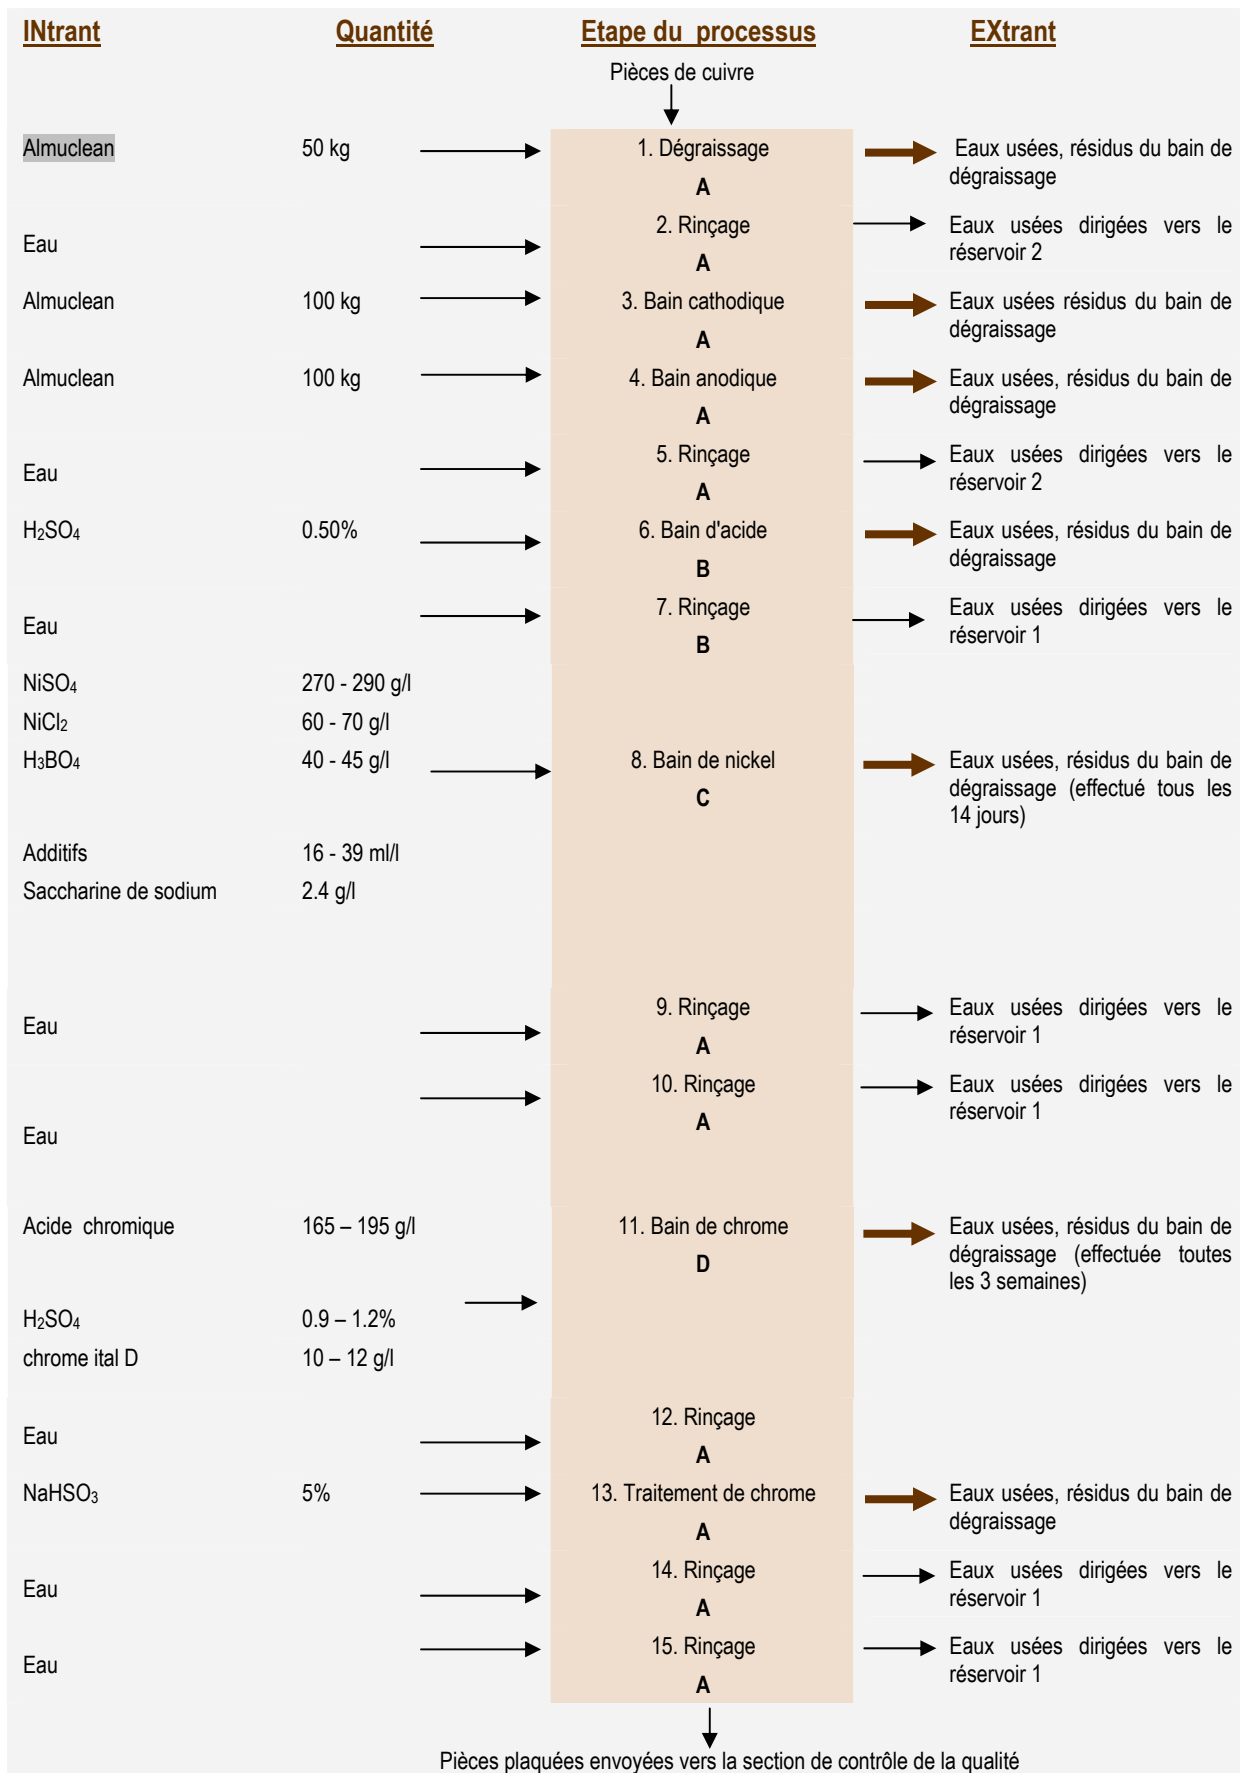 INtrant Quantité Etape du processus EXtrant
Pièces de cuivre
Almuclean 50 kg 1. Dégraissage Eaux usées, résidus du bain de
dégraissage
A
Eau 2. Rinçage Eaux usées dirigées vers le
réservoir 2
A
Almuclean 100 kg 3. Bain cathodique Eaux usées résidus du bain de
dégraissage
A
Almuclean 100 kg 4. Bain anodique Eaux usées, résidus du bain de
dégraissage
A
Eau 5. Rinçage Eaux usées dirigées vers le
réservoir 2
A
H₂SO₄ 0.50% 6. Bain d'acide Eaux usées, résidus du bain de
dégraissage
B
Eau 7. Rinçage Eaux usées dirigées vers le
réservoir 1
B
NiSO₄ 270 - 290 g/l
NiCl₂ 60 - 70 g/l
H₃BO₄ 40 - 45 g/l 8. Bain de nickel Eaux usées, résidus du bain de
dégraissage (effectué tous les
14 jours)
C
Additifs 16 - 39 ml/l
Saccharine de sodium 2.4 g/l
Eau 9. Rinçage Eaux usées dirigées vers le
réservoir 1
A
10. Rinçage Eaux usées dirigées vers le
réservoir 1
A
Eau
Acide chromique 165 – 195 g/l 11. Bain de chrome Eaux usées, résidus du bain de
dégraissage (effectuée toutes
les 3 semaines)
D
H₂SO₄ 0.9 – 1.2%
chrome ital D 10 – 12 g/l
Eau 12. Rinçage
A
NaHSO₃ 5% 13. Traitement de chrome Eaux usées, résidus du bain de
dégraissage
A
Eau 14. Rinçage Eaux usées dirigées vers le
réservoir 1
A
Eau 15. Rinçage Eaux usées dirigées vers le
réservoir 1
A
Pièces plaquées envoyées vers la section de contrôle de la qualité